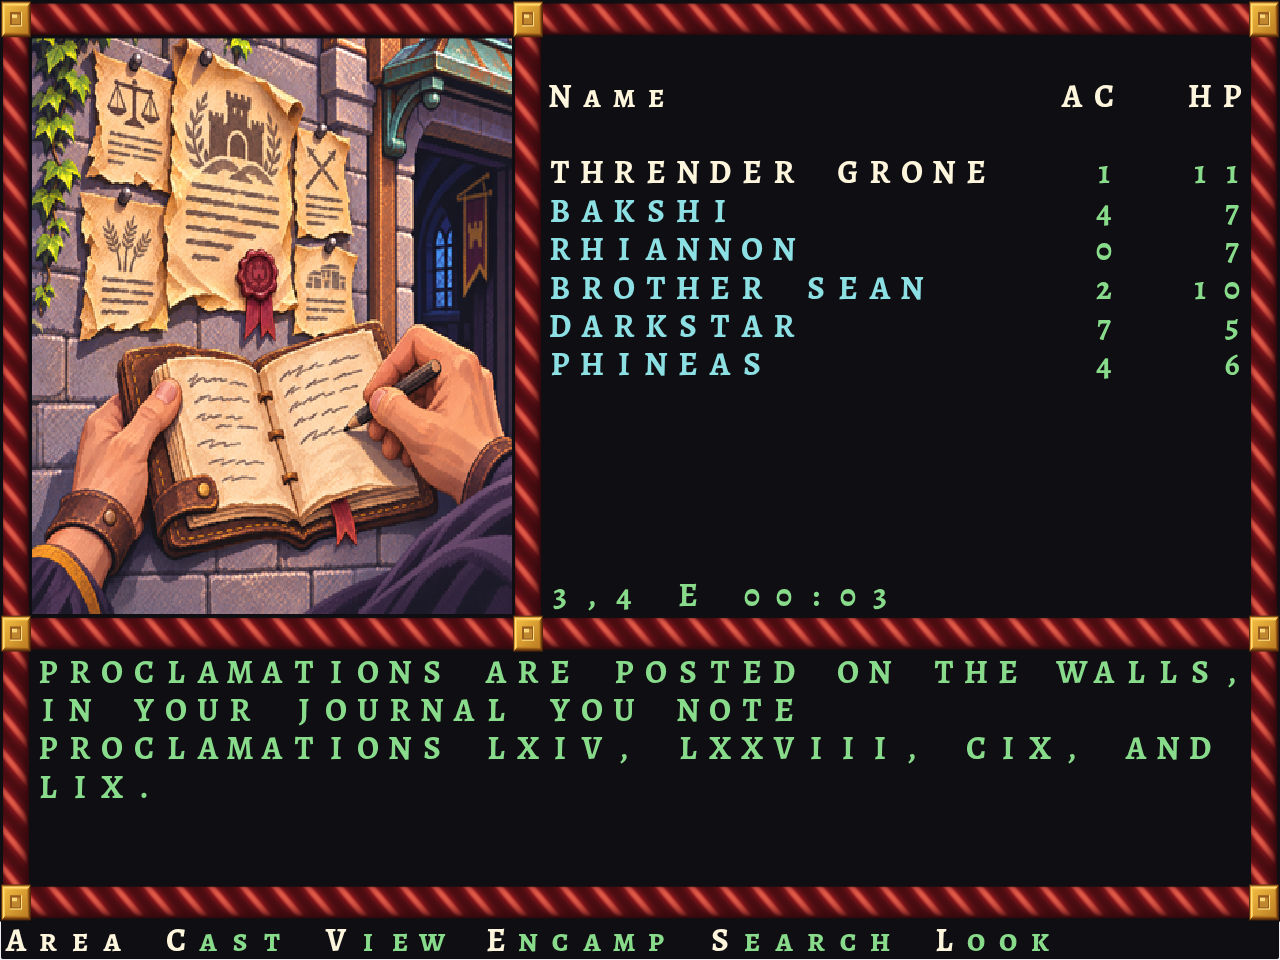 Name AC HP
THRENDER GRONE 1 11
BAKSHI 4 7
RHIANNON 0 7
BROTHER SEAN 2 10
DARKSTAR 7 5
PHINEAS 4 6
3,4 E 00:03
PROCLAMATIONS ARE POSTED ON THE WALLS,
IN YOUR JOURNAL YOU NOTE
PROCLAMATIONS LXIV, LXXVIII, CIX, AND
LIX.
Area Cast View Encamp Search Look